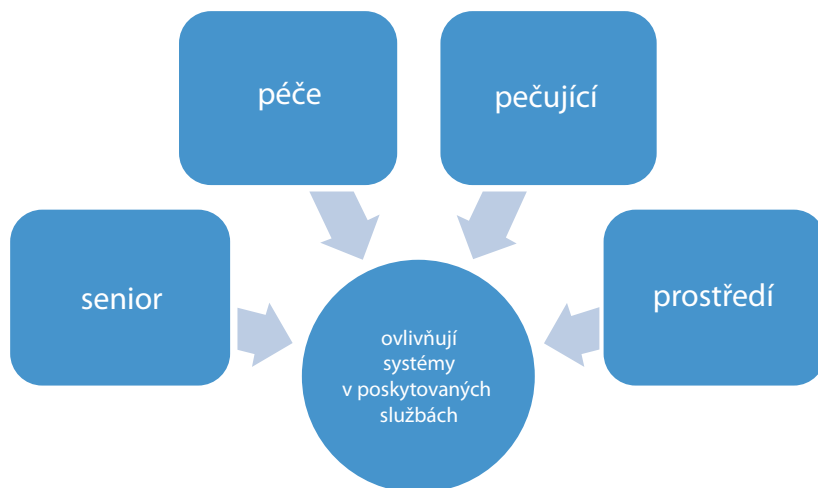 péče
pečující
senior
prostředí
ovlivňují
systémy
v poskytovaných
službách